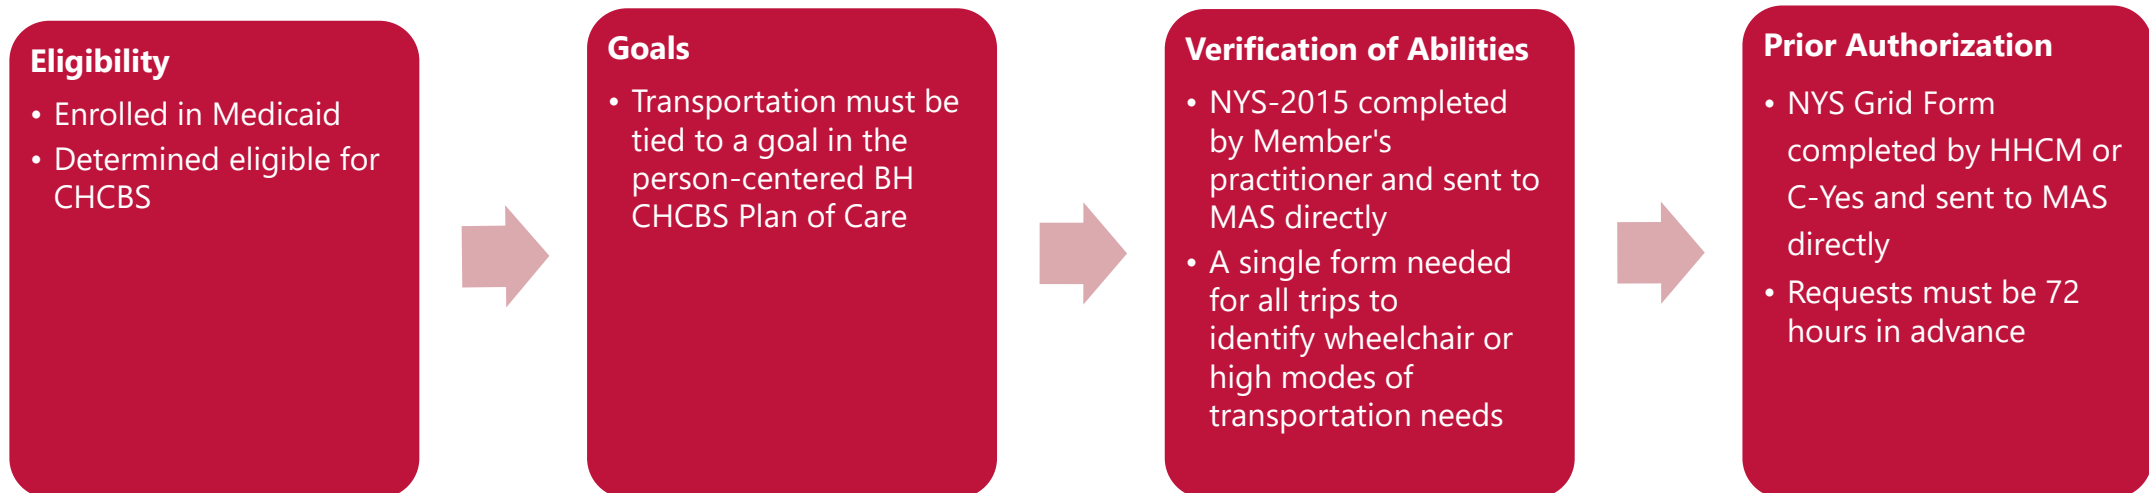 Eligibility
• Enrolled in Medicaid
• Determined eligible for
CHCBS
Goals
• Transportation must be
tied to a goal in the
person-centered BH
CHCBS Plan of Care
Verification of Abilities
• NYS-2015 completed
by Member's
practitioner and sent to
MAS directly
• A single form needed
for all trips to
identify wheelchair or
high modes of
transportation needs
Prior Authorization
• NYS Grid Form
completed by HHCM or
C-Yes and sent to MAS
directly
• Requests must be 72
hours in advance